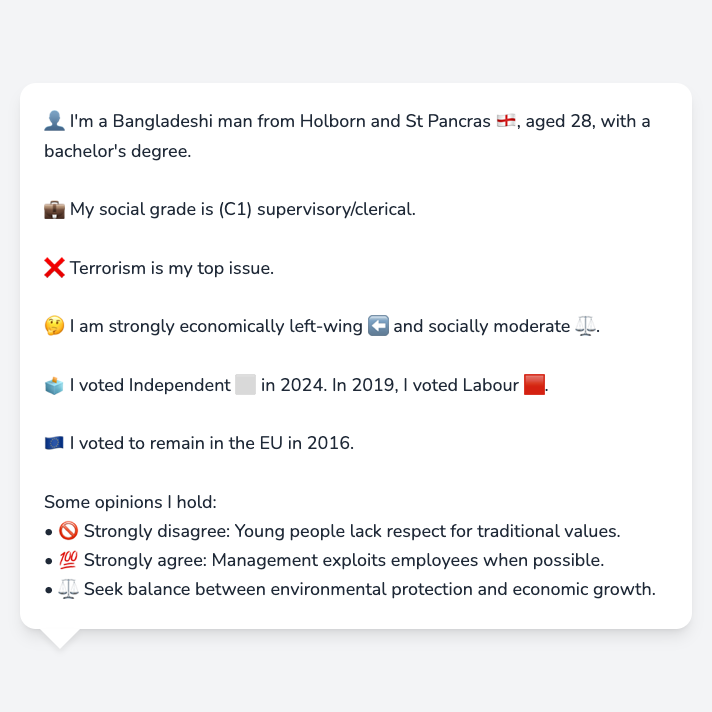 👤 I'm a Bangladeshi man from Holborn and St Pancras 🏴󠁧󠁢󠁥󠁮󠁧󠁿, aged 28, with a
bachelor's degree.
💼 My social grade is (C1) supervisory/clerical.
❌ Terrorism is my top issue.
🤔 I am strongly economically left-wing ⬅️ and socially moderate ⚖️.
🗳️ I voted Independent ⬜ in 2024. In 2019, I voted Labour 🟥.
🇪🇺 I voted to remain in the EU in 2016.
Some opinions I hold:
• 🚫 Strongly disagree: Young people lack respect for traditional values.
• 💯 Strongly agree: Management exploits employees when possible.
• ⚖️ Seek balance between environmental protection and economic growth.